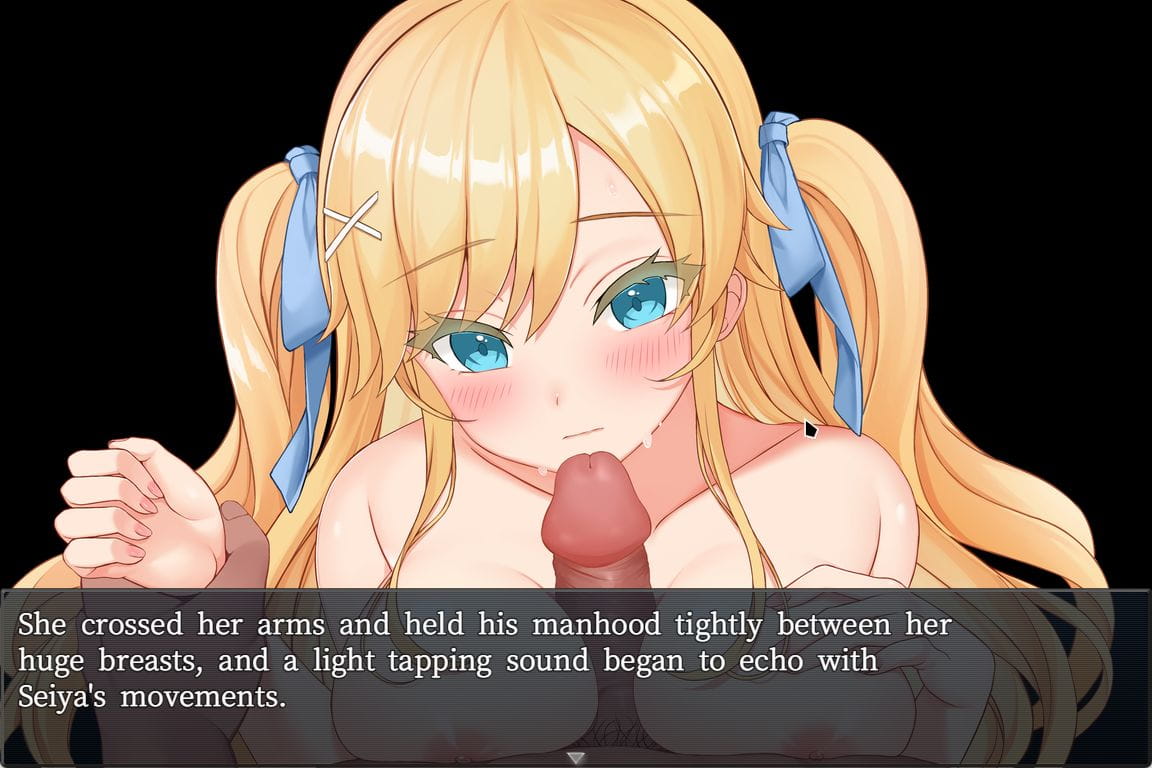 She crossed her arms and held his manhood tightly between her
huge breasts, and a light tapping sound began to echo with
Seiya's movements.